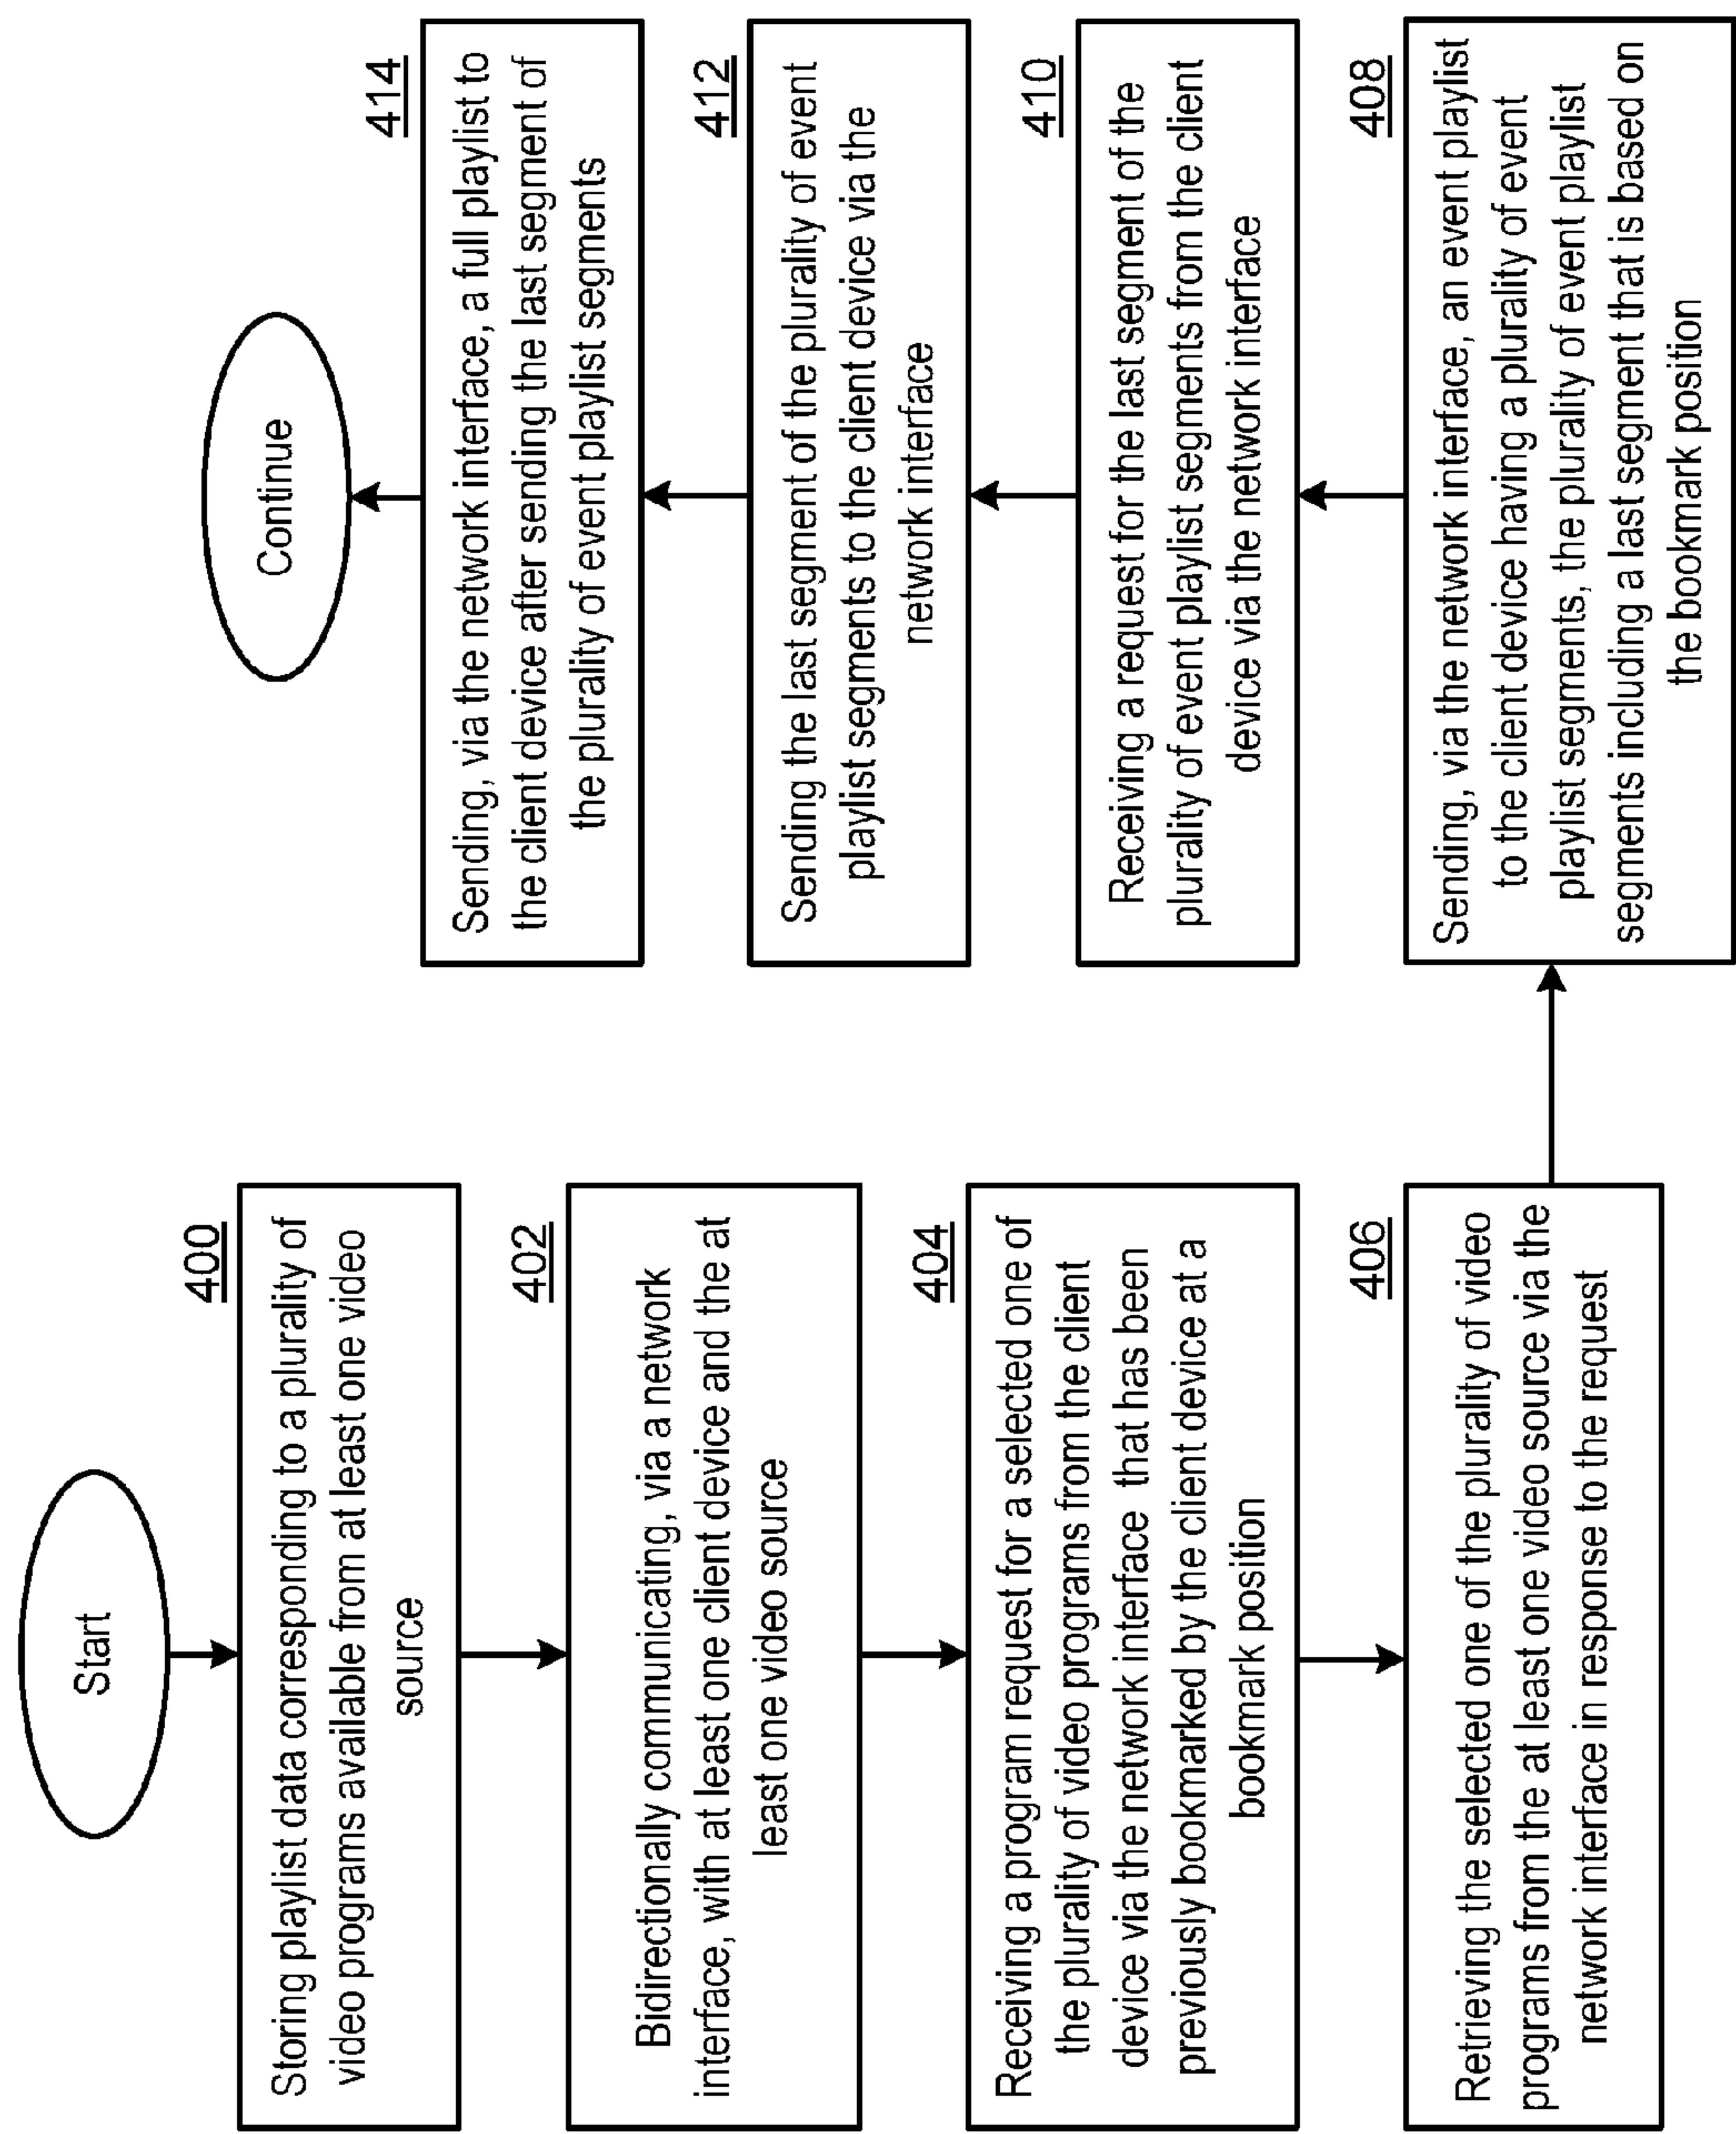 Start
400
Storing playlist data corresponding to a plurality of
video programs available from at least one video
source
402
Bidirectionally communicating, via a network
interface, with at least one client device and the at
least one video source
404
Receiving a program request for a selected one of
the plurality of video programs from the client
device via the network interface that has been
previously bookmarked by the client device at a
bookmark position
406
Retrieving the selected one of the plurality of video
programs from the at least one video source via the
network interface in response to the request
408
Sending, via the network interface, an event playlist
to the client device having a plurality of event
playlist segments, the plurality of event playlist
segments including a last segment that is based on
the bookmark position
410
Receiving a request for the last segment of the
plurality of event playlist segments from the client
device via the network interface
412
Sending the last segment of the plurality of event
playlist segments to the client device via the
network interface
414
Sending, via the network interface, a full playlist to
the client device after sending the last segment of
the plurality of event playlist segments
Continue